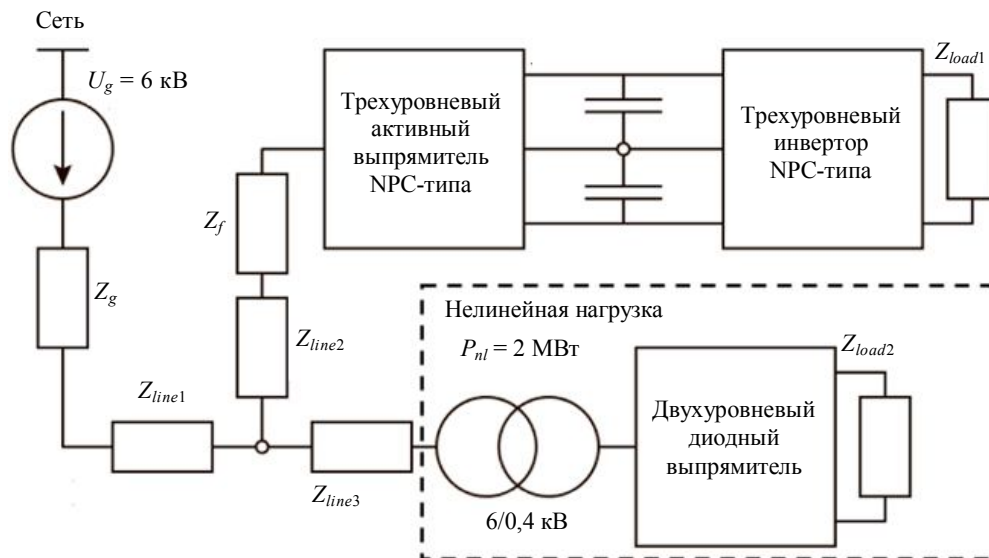 Сеть
U_g = 6 кВ
Z_g
Z_line1
Z_f
Z_line2
Z_line3
Трехуровневый
активный
выпрямитель
NPC-типа
Трехуровневый
инвертор
NPC-типа
Z_load1
Нелинейная нагрузка
P_nl = 2 МВт
6/0,4 кВ
Двухуровневый
диодный
выпрямитель
Z_load2